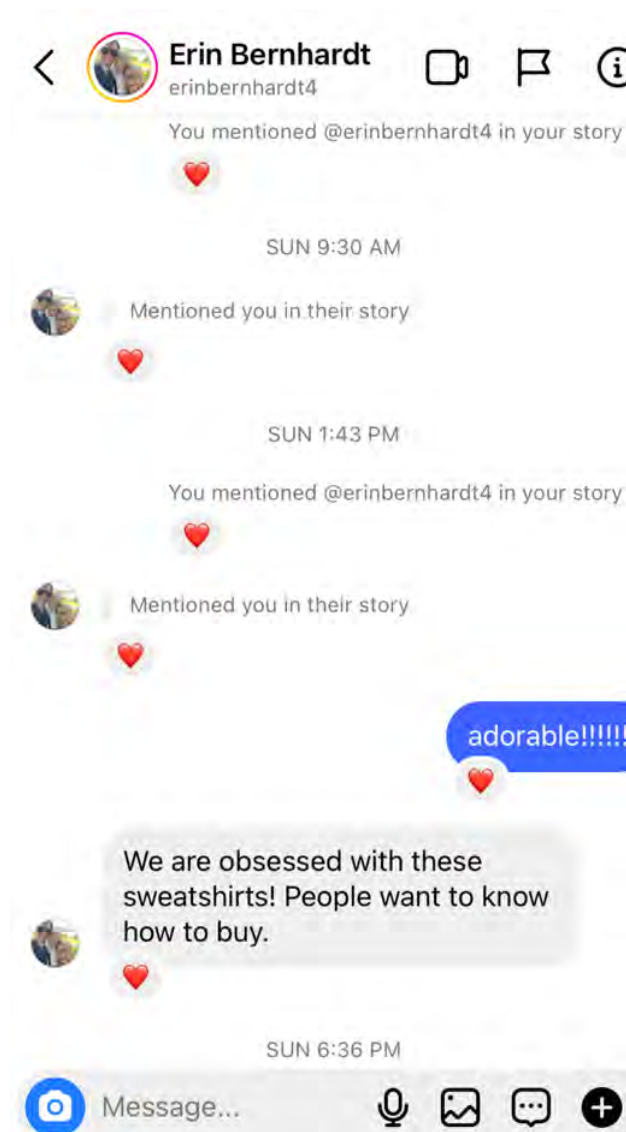 Erin Bernhardt
erinbernhardt4
You mentioned @erinbernhardt4 in your story
SUN 9:30 AM
Mentioned you in their story
SUN 1:43 PM
You mentioned @erinbernhardt4 in your story
Mentioned you in their story
adorable!!!!!!
We are obsessed with these
sweatshirts! People want to know
how to buy.
SUN 6:36 PM
Message...